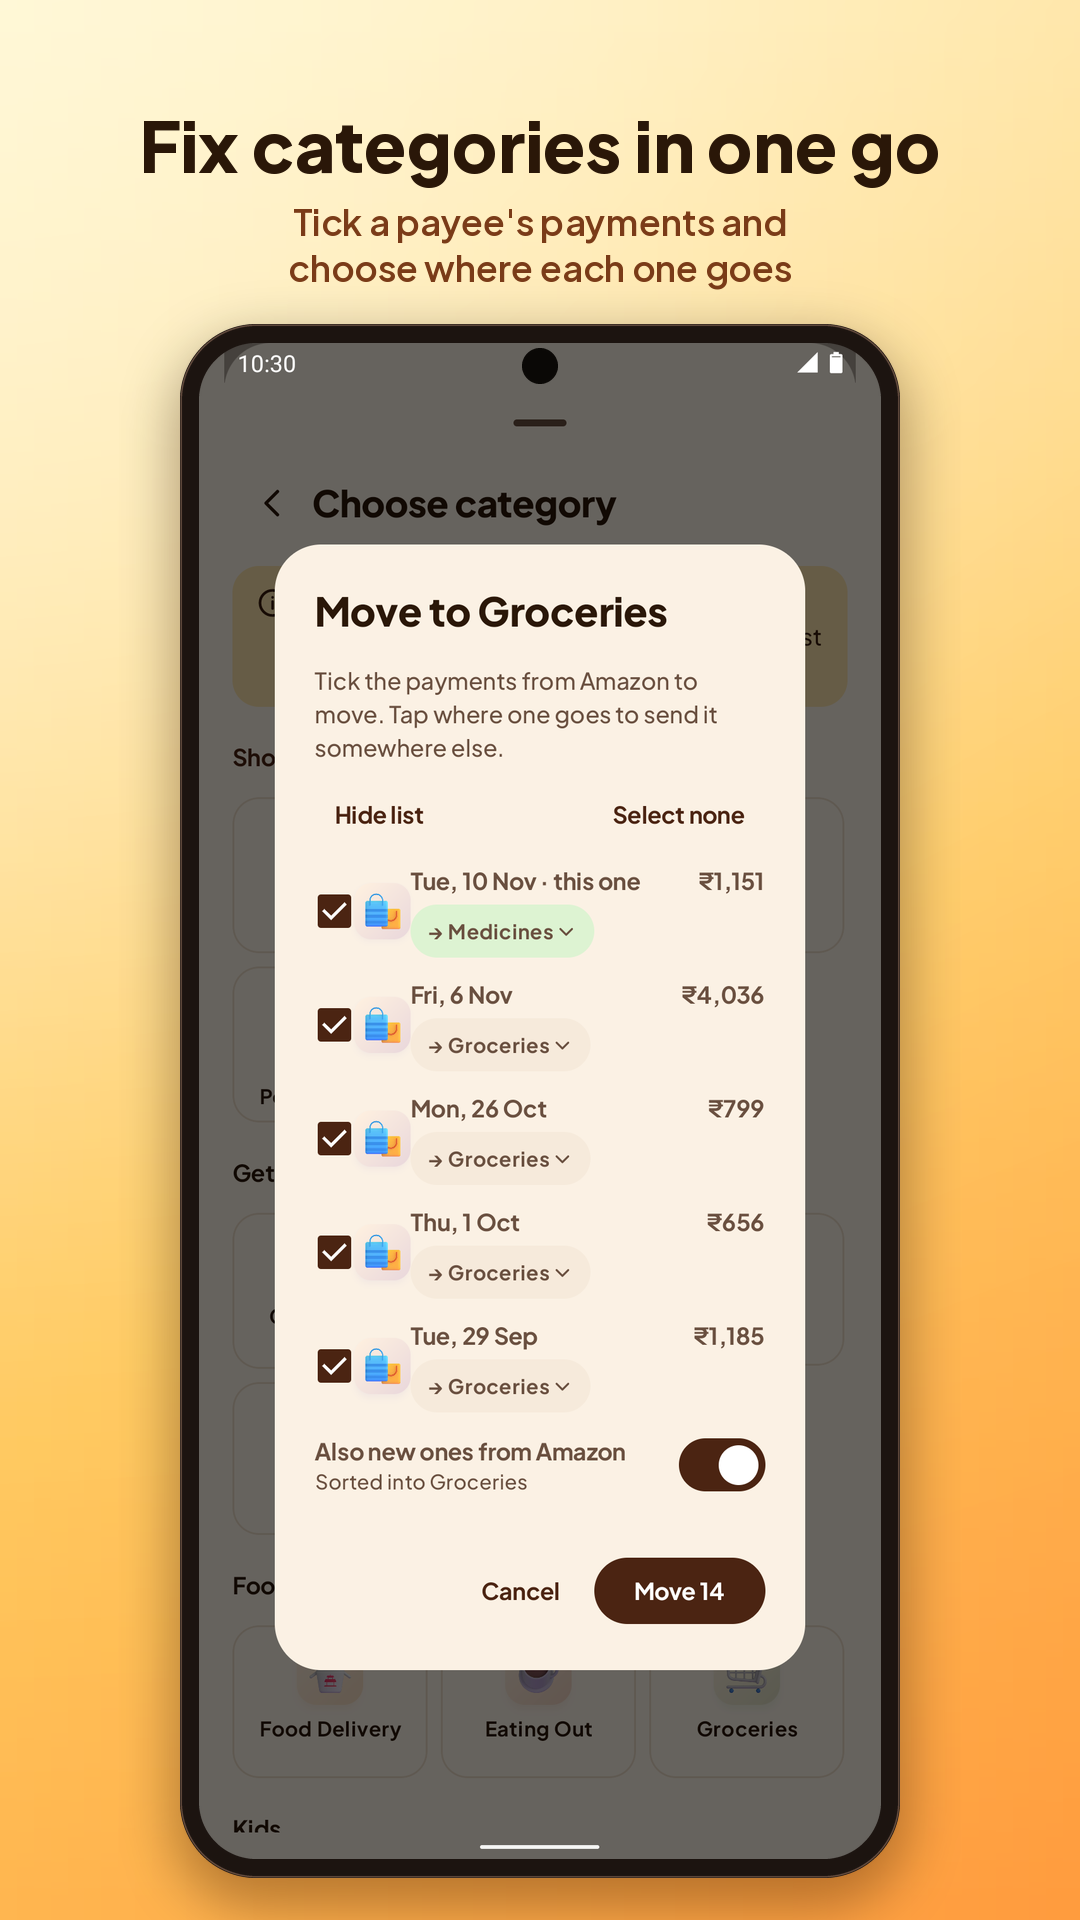 Fix categories in one go
Tick a payee's payments and
choose where each one goes
10:30
Choose category
Move to Groceries
Tick the payments from Amazon to
move. Tap where one goes to send it
somewhere else.
Hide list
Select none
Tue, 10 Nov · this one
₹1,151
→ Medicines
Fri, 6 Nov
₹4,036
→ Groceries
Mon, 26 Oct
₹799
→ Groceries
Thu, 1 Oct
₹656
→ Groceries
Tue, 29 Sep
₹1,185
→ Groceries
Also new ones from Amazon
Sorted into Groceries
Cancel
Move 14
Food Delivery
Eating Out
Groceries
Kids